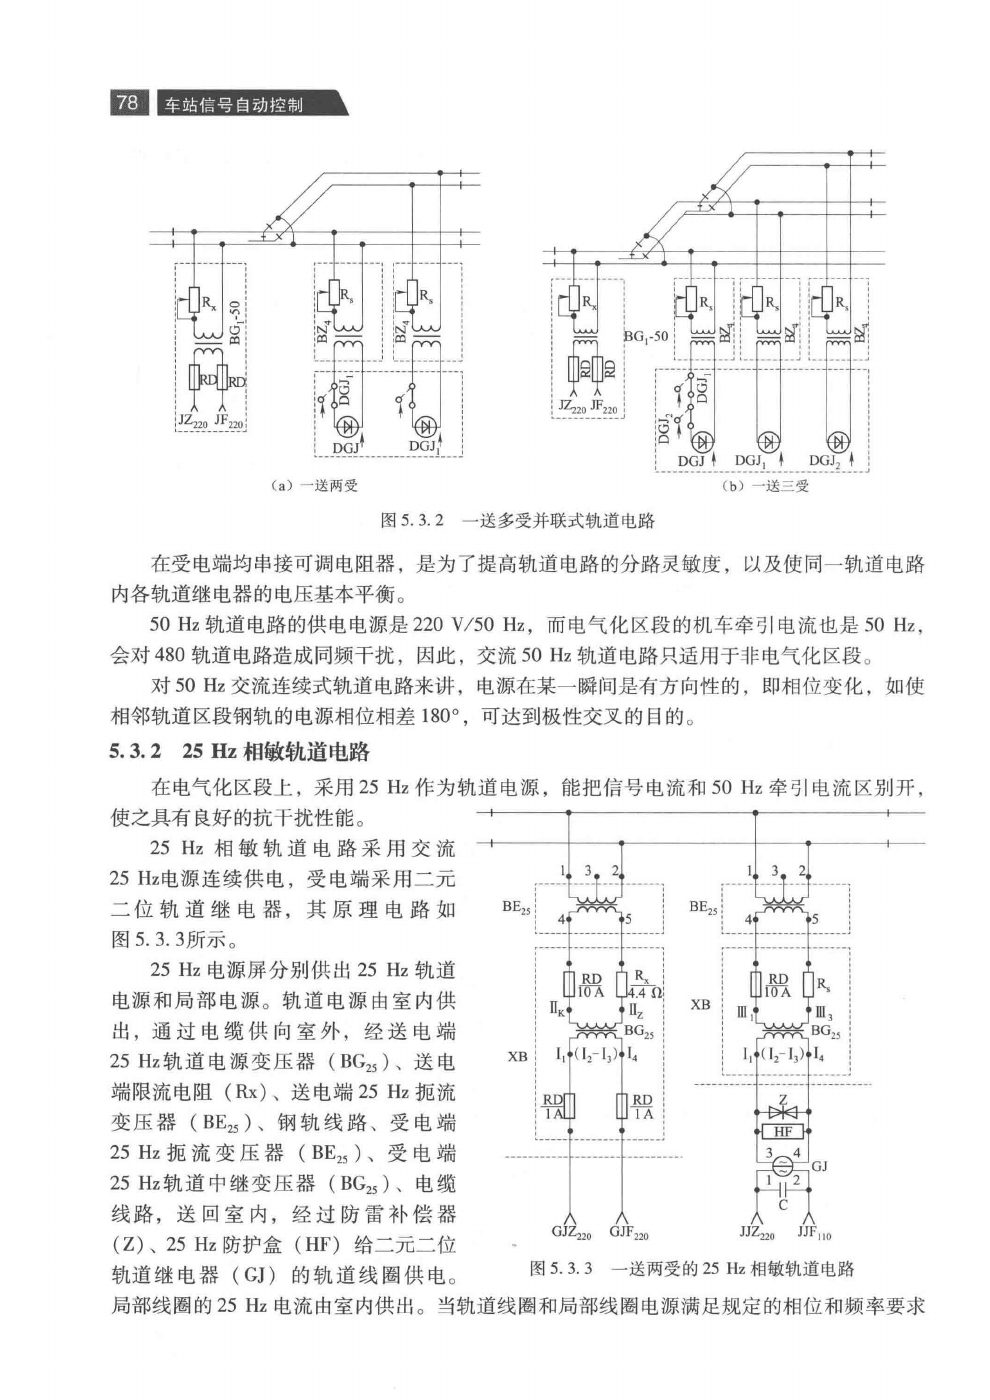 78 车站信号自动控制
Rx
BG1-50
RD
RD
JZ220 JF220
Rs
BZ4
Rs
BZ4
DGJ1
DGJ
DGJ1
(a) 一送两受
Rx
BG1-50
RD
RD
JZ220 JF220
Rs
BZ4
Rs
BZ4
Rs
BZ4
DGJ1
DGJ2
DGJ
DGJ1
DGJ2
(b) 一送三受
图 5. 3. 2 一送多受并联式轨道电路
在受电端均串接可调电阻器，是为了提高轨道电路的分路灵敏度，以及使同一轨道电路
内各轨道继电器的电压基本平衡。
50 Hz 轨道电路的供电电源是 220 V/50 Hz，而电气化区段的机车牵引电流也是 50 Hz，
会对 480 轨道电路造成同频干扰，因此，交流 50 Hz 轨道电路只适用于非电气化区段。
对 50 Hz 交流连续式轨道电路来讲，电源在某一瞬间是有方向性的，即相位变化，如使
相邻轨道区段钢轨的电源相位相差 180°，可达到极性交叉的目的。
5. 3. 2 25 Hz 相敏轨道电路
在电气化区段上，采用 25 Hz 作为轨道电源，能把信号电流和 50 Hz 牵引电流区别开，
使之具有良好的抗干扰性能。
25 Hz 相敏轨道电路采用交流
25 Hz电源连续供电，受电端采用二元
二位轨道继电器，其原理电路如
图 5. 3. 3所示。
25 Hz 电源屏分别供出 25 Hz 轨道
电源和局部电源。轨道电源由室内供
出，通过电缆供向室外，经送电端
25 Hz轨道电源变压器（BG25）、送电
端限流电阻（Rx）、送电端 25 Hz 扼流
变压器（BE25）、钢轨线路、受电端
25 Hz 扼流变压器（BE25）、受电端
25 Hz轨道中继变压器（BG25）、电缆
线路，送回室内，经过防雷补偿器
(Z)、25 Hz 防护盒（HF）给二元二位
轨道继电器（GJ）的轨道线圈供电。
1 3 2
BE25
4 5
RD
10 A
Rx
4.4 Ω
ⅡK ⅡZ
BG25
XB
I1 (I2-I3) I4
RD
1A
RD
1A
GJZ220 GJF220
1 3 2
BE25
4 5
RD
10 A
Rs
XB
Ⅲ1 Ⅲ3
BG25
I1 (I2-I3) I4
Z
HF
3 4
GJ
1 2
C
JJZ220 JJF110
图 5. 3. 3 一送两受的 25 Hz 相敏轨道电路
局部线圈的 25 Hz 电流由室内供出。当轨道线圈和局部线圈电源满足规定的相位和频率要求